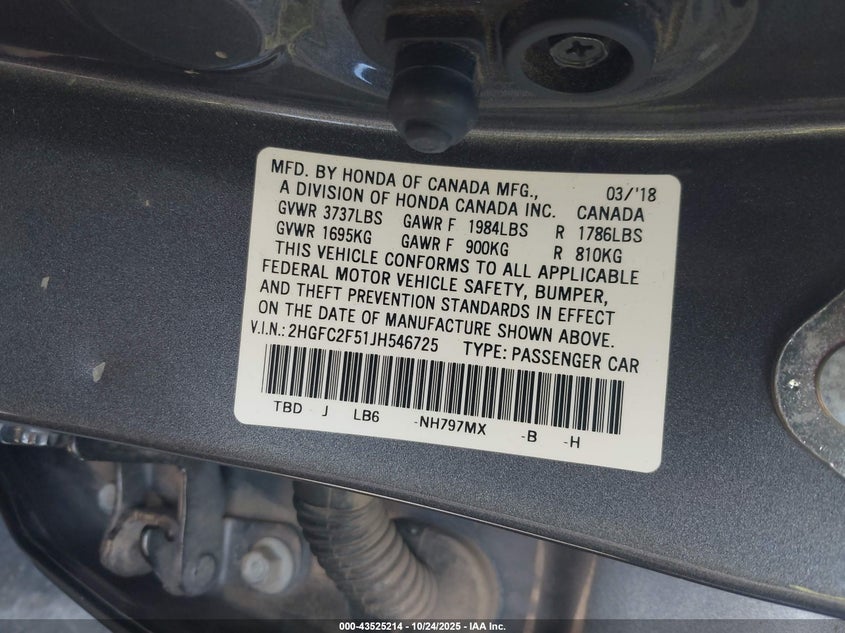 MFD. BY HONDA OF CANADA MFG., 03/'18
A DIVISION OF HONDA CANADA INC. CANADA
GVWR 3737LBS GAWR F 1984LBS R 1786LBS
GVWR 1695KG GAWR F 900KG R 810KG
THIS VEHICLE CONFORMS TO ALL APPLICABLE
FEDERAL MOTOR VEHICLE SAFETY, BUMPER,
AND THEFT PREVENTION STANDARDS IN EFFECT
ON THE DATE OF MANUFACTURE SHOWN ABOVE.
V.I.N.: 2HGFC2F51JH546725 TYPE: PASSENGER CAR
TBD J LB6 -NH797MX -B -H
000-43525214 - 10/24/2025 - IAA Inc.